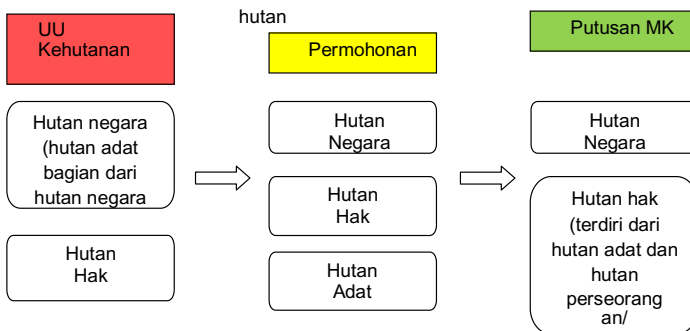 hutan
UU
Kehutanan
Hutan negara
(hutan adat
bagian dari
hutan negara
Hutan
Hak
Permohonan
Hutan
Negara
Hutan
Hak
Hutan
Adat
Putusan MK
Hutan
Negara
Hutan hak
(terdiri dari
hutan adat dan
hutan
perseorang
an/